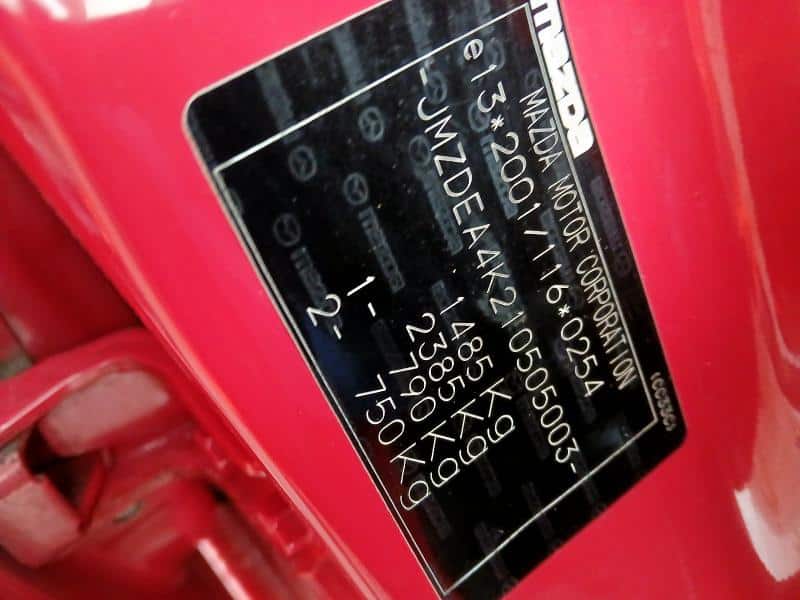 mazda
MAZDA MOTOR CORPORATION
e13*2001/116*0254
-JMZDEA4K210505003-
1485 Kg
2385 Kg
1- 790 Kg
2- 750 Kg